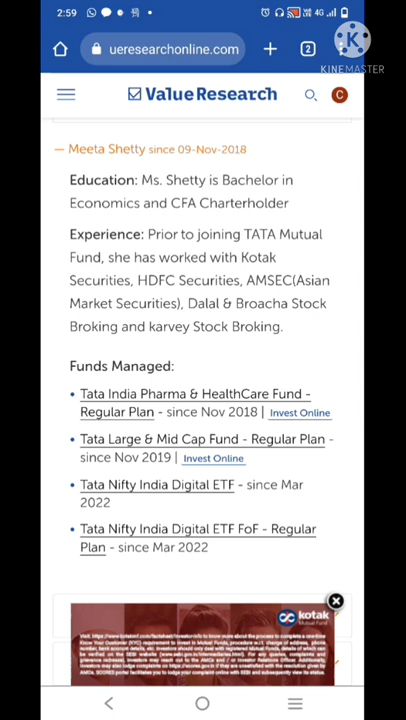 2:59
4G
ueresearchonline.com
2
K
KINEMASTER
ValueResearch
C
— Meeta Shetty since 09-Nov-2018
Education: Ms. Shetty is Bachelor in
Economics and CFA Charterholder
Experience: Prior to joining TATA Mutual
Fund, she has worked with Kotak
Securities, HDFC Securities, AMSEC(Asian
Market Securities), Dalal & Broacha Stock
Broking and karvey Stock Broking.
Funds Managed:
• Tata India Pharma & HealthCare Fund -
Regular Plan - since Nov 2018 | Invest Online
• Tata Large & Mid Cap Fund - Regular Plan -
since Nov 2019 | Invest Online
• Tata Nifty India Digital ETF - since Mar
2022
• Tata Nifty India Digital ETF FoF - Regular
Plan - since Mar 2022
kotak
Mutual Fund